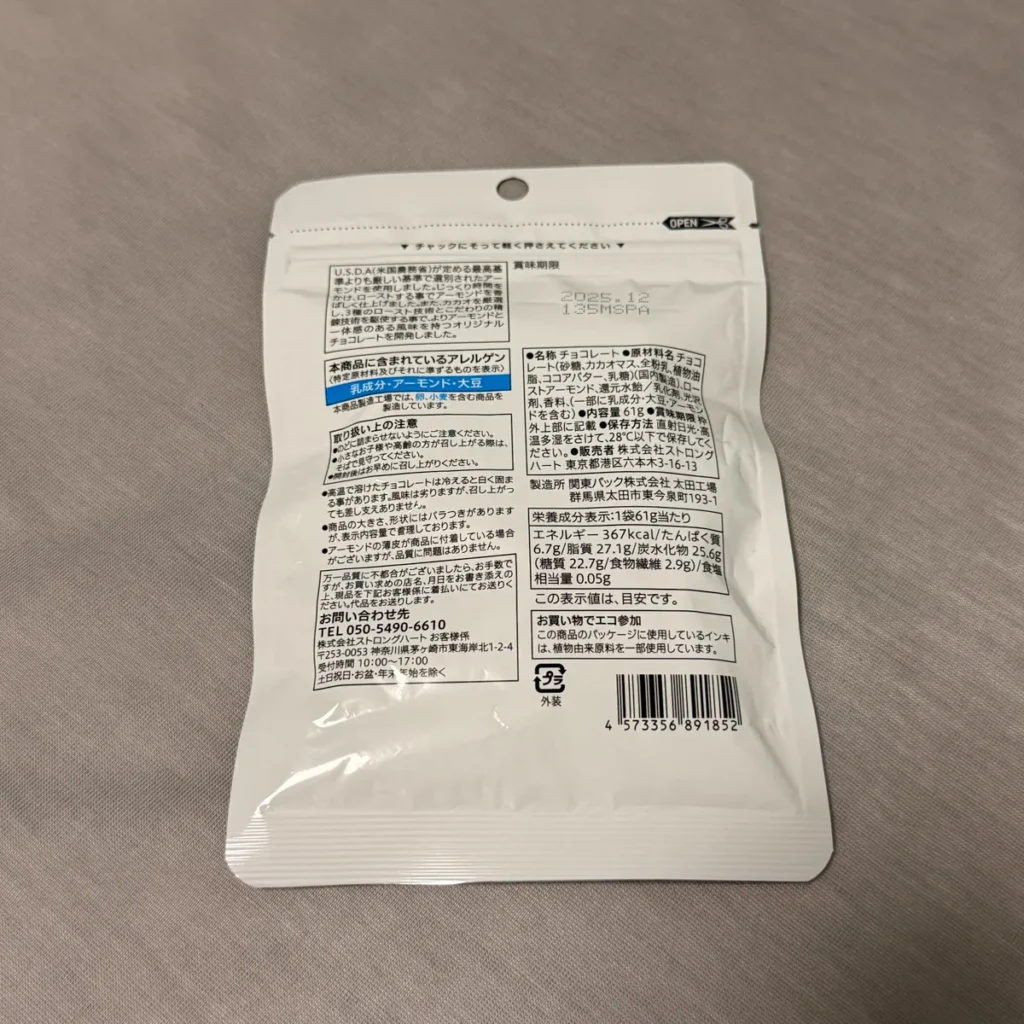 OPEN
▼ チャックにそって軽く押さえてください ▼
U.S.D.A(米国農務省)が定める最高基
準よりも厳しい基準で選別されたアー
モンドを使用しました。じっくり時間を
かけ、ローストする事でアーモンドを香
ばしく仕上げました。また、カカオを厳選
し、3種のロースト技術とこだわりの精
錬技術を駆使する事で、よりアーモンドと
一体感のある風味を持つオリジナル
チョコレートを開発しました。
本商品に含まれているアレルゲン
(特定原材料及びそれに準ずるものを表示)
乳成分・アーモンド・大豆
本商品製造工場では、卵、小麦を含む商品を
製造しています。
取り扱い上の注意
●のどに詰まらせないようにご注意ください。
●小さなお子様や高齢の方が召し上がる際は、
そばで見守ってください。
●開封後はお早めに召し上がりください。
●高温で溶けたチョコレートは冷えると白く固ま
る事があります。風味は劣りますが、召し上がっ
ても差し支えありません。
●商品の大きさ、形状にはバラつきがあります
が、表示内容量で管理しております。
●アーモンドの薄皮が商品に付着している場合
がございますが、品質に問題はありません。
万一品質に不都合がございましたら、お手数で
すが、お買い求めの店名、月日をお書き添えの
上、現品を下記お客様係に着払いにてお送りく
ださい。代品をお送りします。
お問い合わせ先
TEL 050-5490-6610
株式会社ストロングハート お客様係
〒253-0053 神奈川県茅ヶ崎市東海岸北1-2-4
受付時間 10:00〜17:00
土日祝日・お盆・年末年始を除く
賞味期限
2025.12
135MSPA
●名称 チョコレート ●原材料名 チョコ
レート(砂糖、カカオマス、全粉乳、植物油
脂、ココアバター、乳糖)(国内製造)、ロー
ストアーモンド、還元水飴／乳化剤、光沢
剤、香料、(一部に乳成分・大豆・アーモン
ドを含む) ●内容量 61g ●賞味期限 枠
外上部に記載 ●保存方法 直射日光・高
温多湿をさけて、28℃以下で保存してく
ださい。●販売者 株式会社ストロング
ハート 東京都港区六本木3-16-13
製造所 関東パック株式会社 太田工場
群馬県太田市東今泉町193-1
栄養成分表示:1袋61g当たり
エネルギー 367kcal/たんぱく質
6.7g/脂質 27.1g/炭水化物 25.6g
(糖質 22.7g/食物繊維 2.9g)/食塩
相当量 0.05g
この表示値は、目安です。
お買い物でエコ参加
この商品のパッケージに使用しているインキ
は、植物由来原料を一部使用しています。
プラ
外装
4 573356 891852